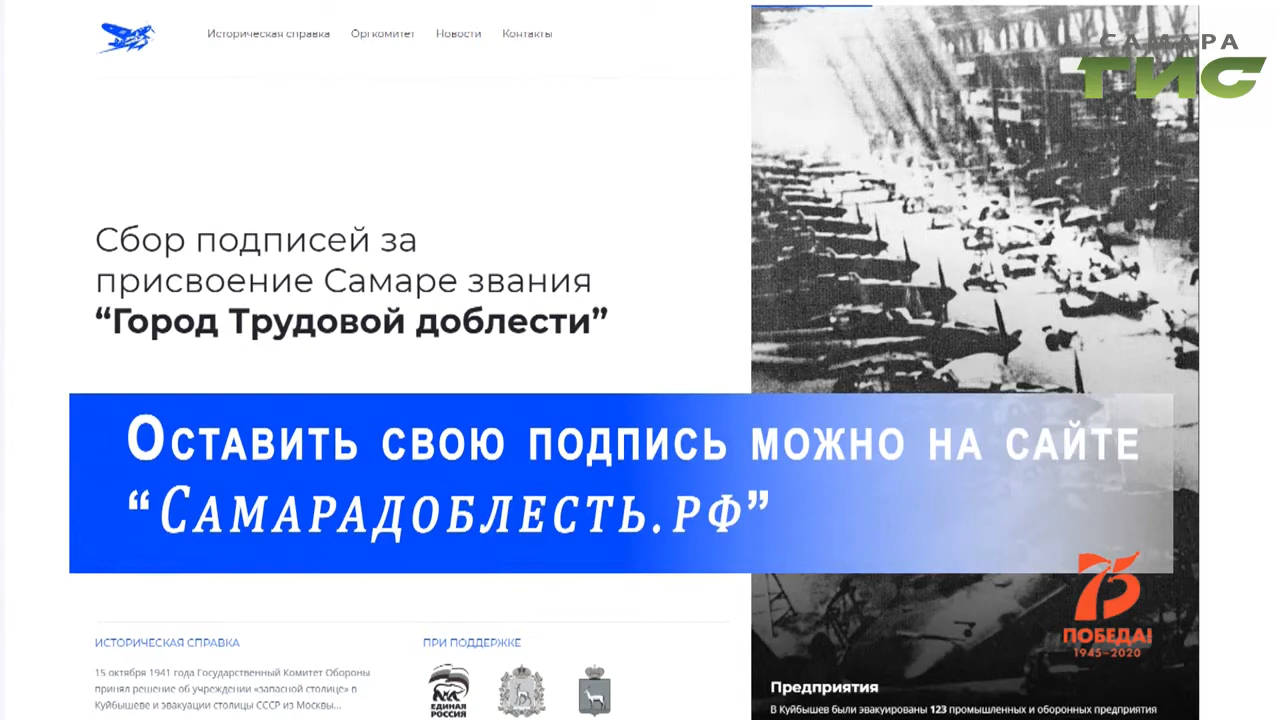 Историческая справка Оргкомитет Новости Контакты
САМАРА
ГИС
Сбор подписей за
присвоение Самаре звания
“Город Трудовой доблести”
Оставить свою подпись можно на сайте
“Самарадоблесть.рф”
75
ПОБЕДА!
1945–2020
ИСТОРИЧЕСКАЯ СПРАВКА
15 октября 1941 года Государственный Комитет Обороны
принял решение об учреждении «запасной столице» в
Куйбышеве и эвакуации столицы СССР из Москвы...
ПРИ ПОДДЕРЖКЕ
ЕДИНАЯ
РОССИЯ
Предприятия
В Куйбышев были эвакуированы 123 промышленных и оборонных предприятия